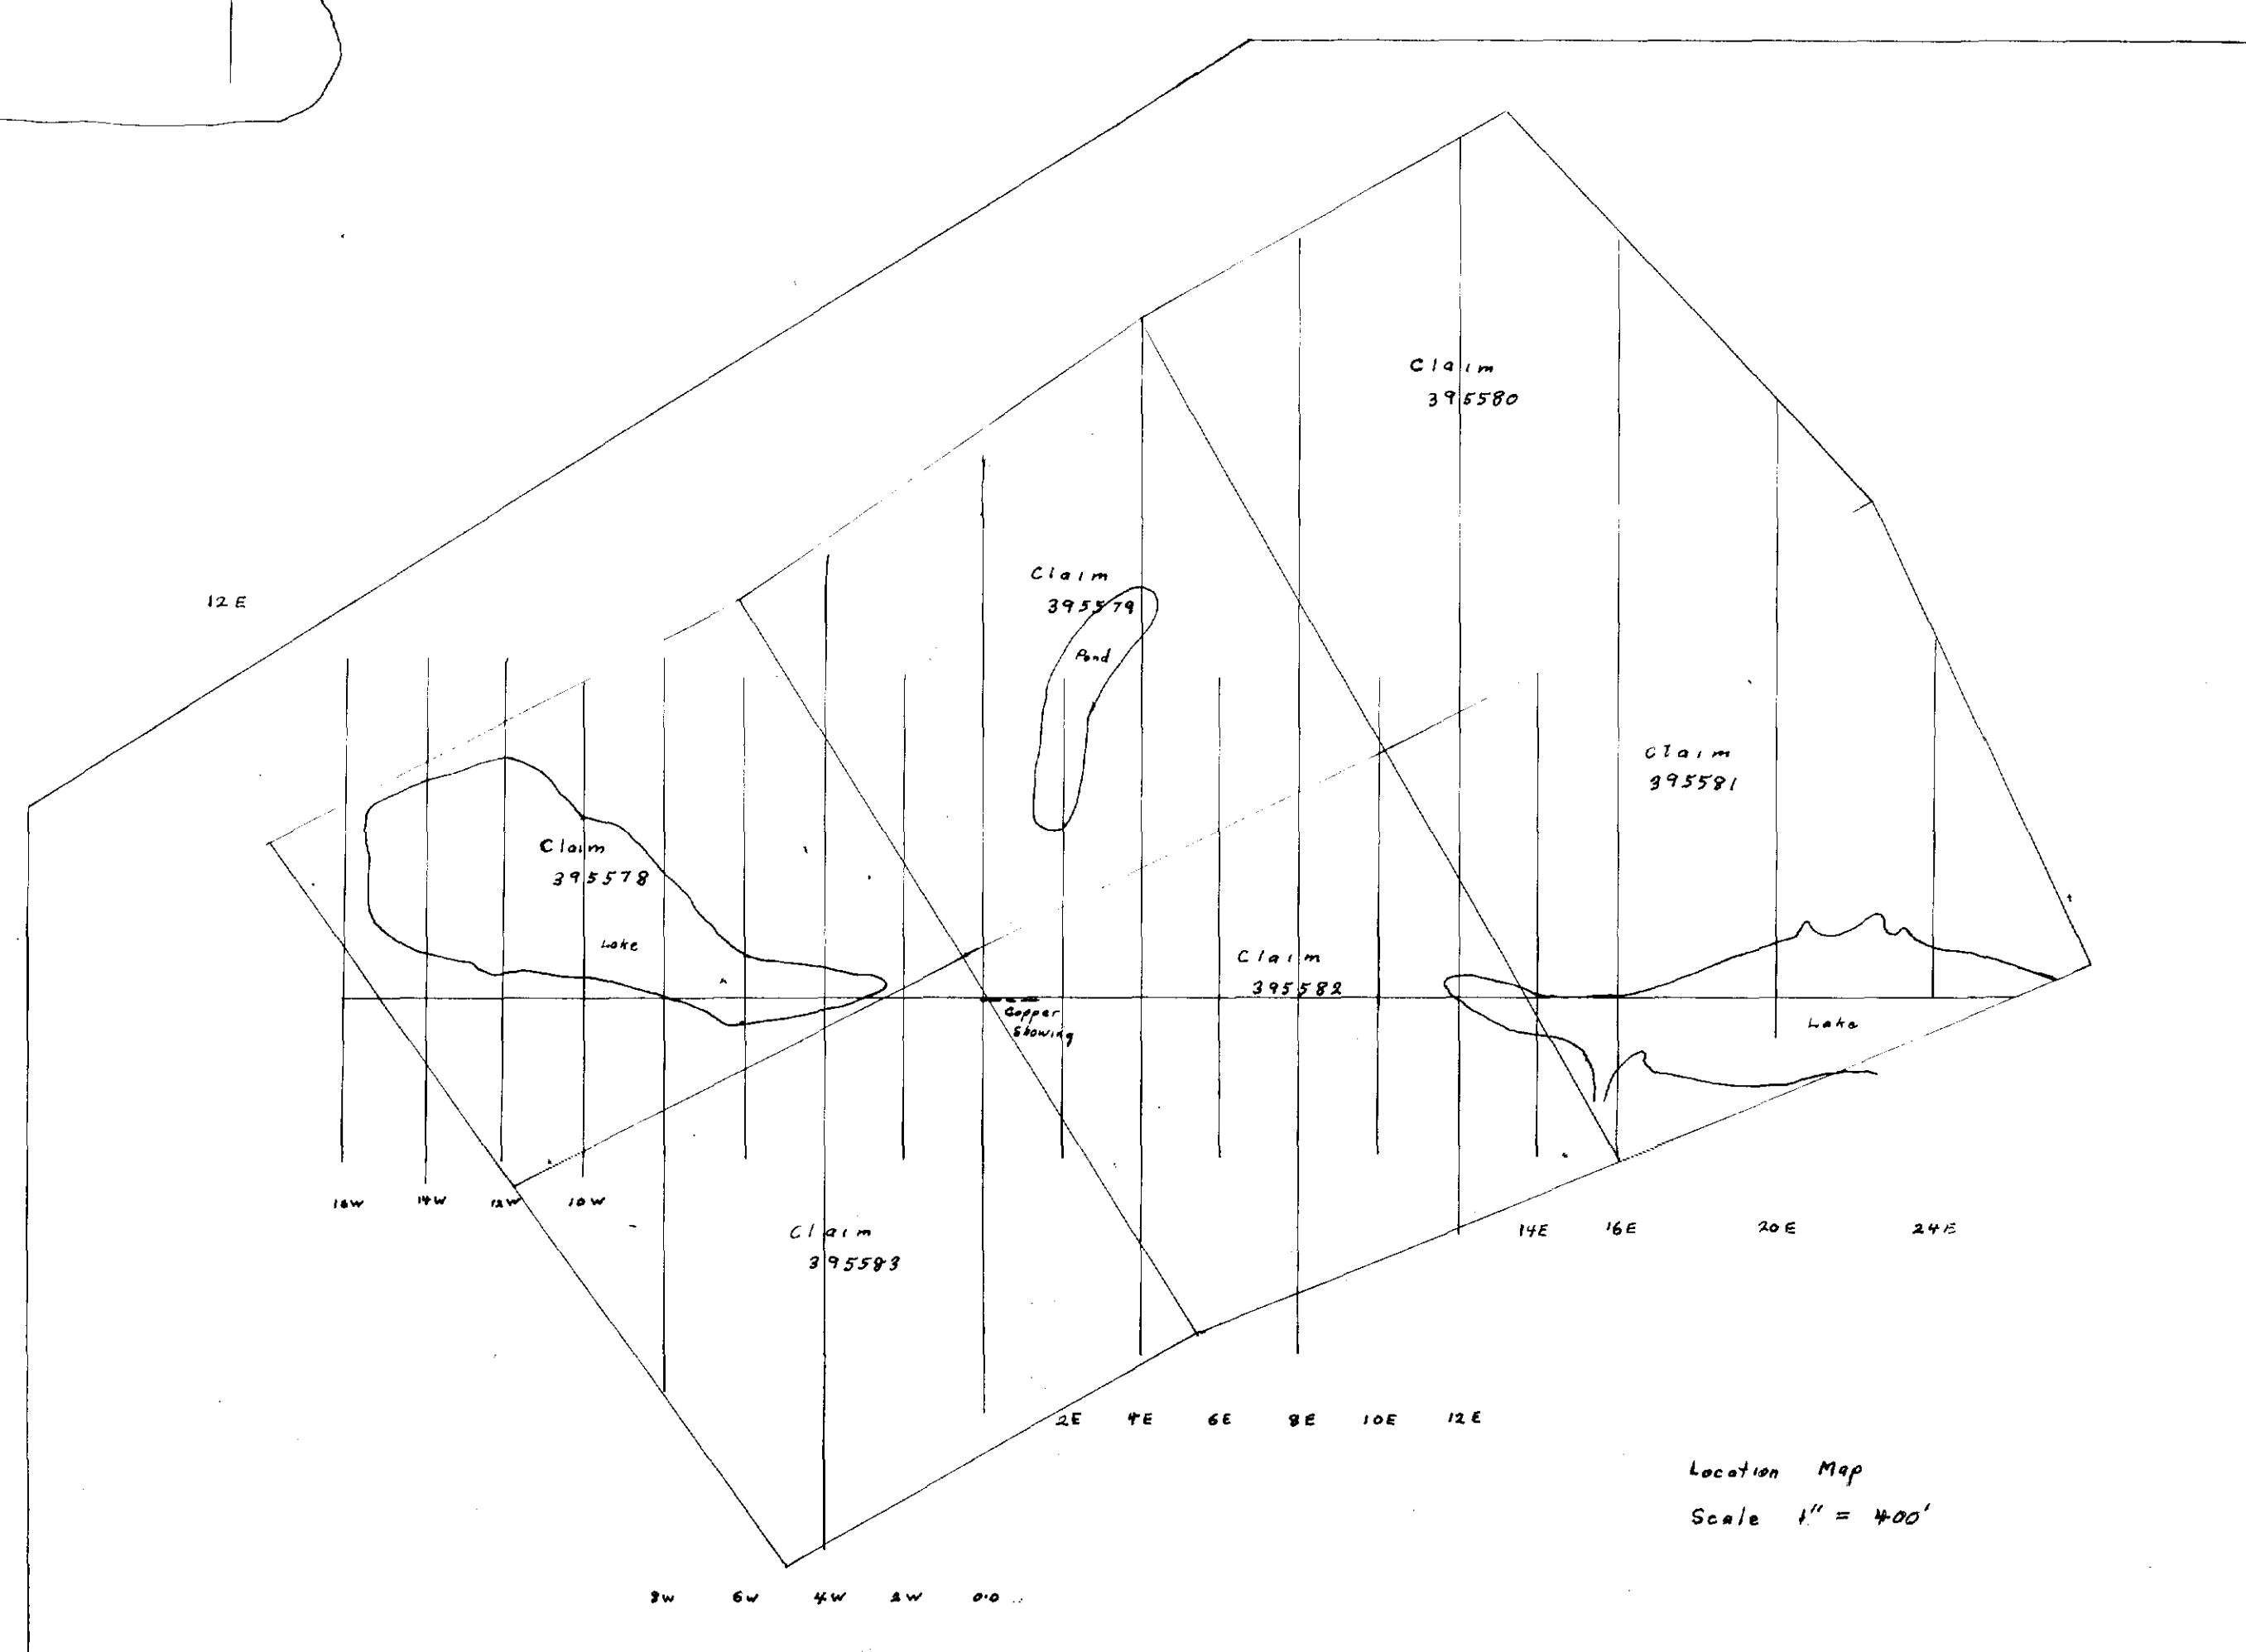 Claim
395580
Claim
395579
12E
Pond
Claim
395581
Claim
395578
Lake
Claim
395582
Copper
Showing
Lake
16W 14W 12W 10W
Claim
395583
14E 16E 20E 24E
2E 4E 6E 8E 10E 12E
Location Map
Scale 1" = 400'
8W 6W 4W 2W 0.0